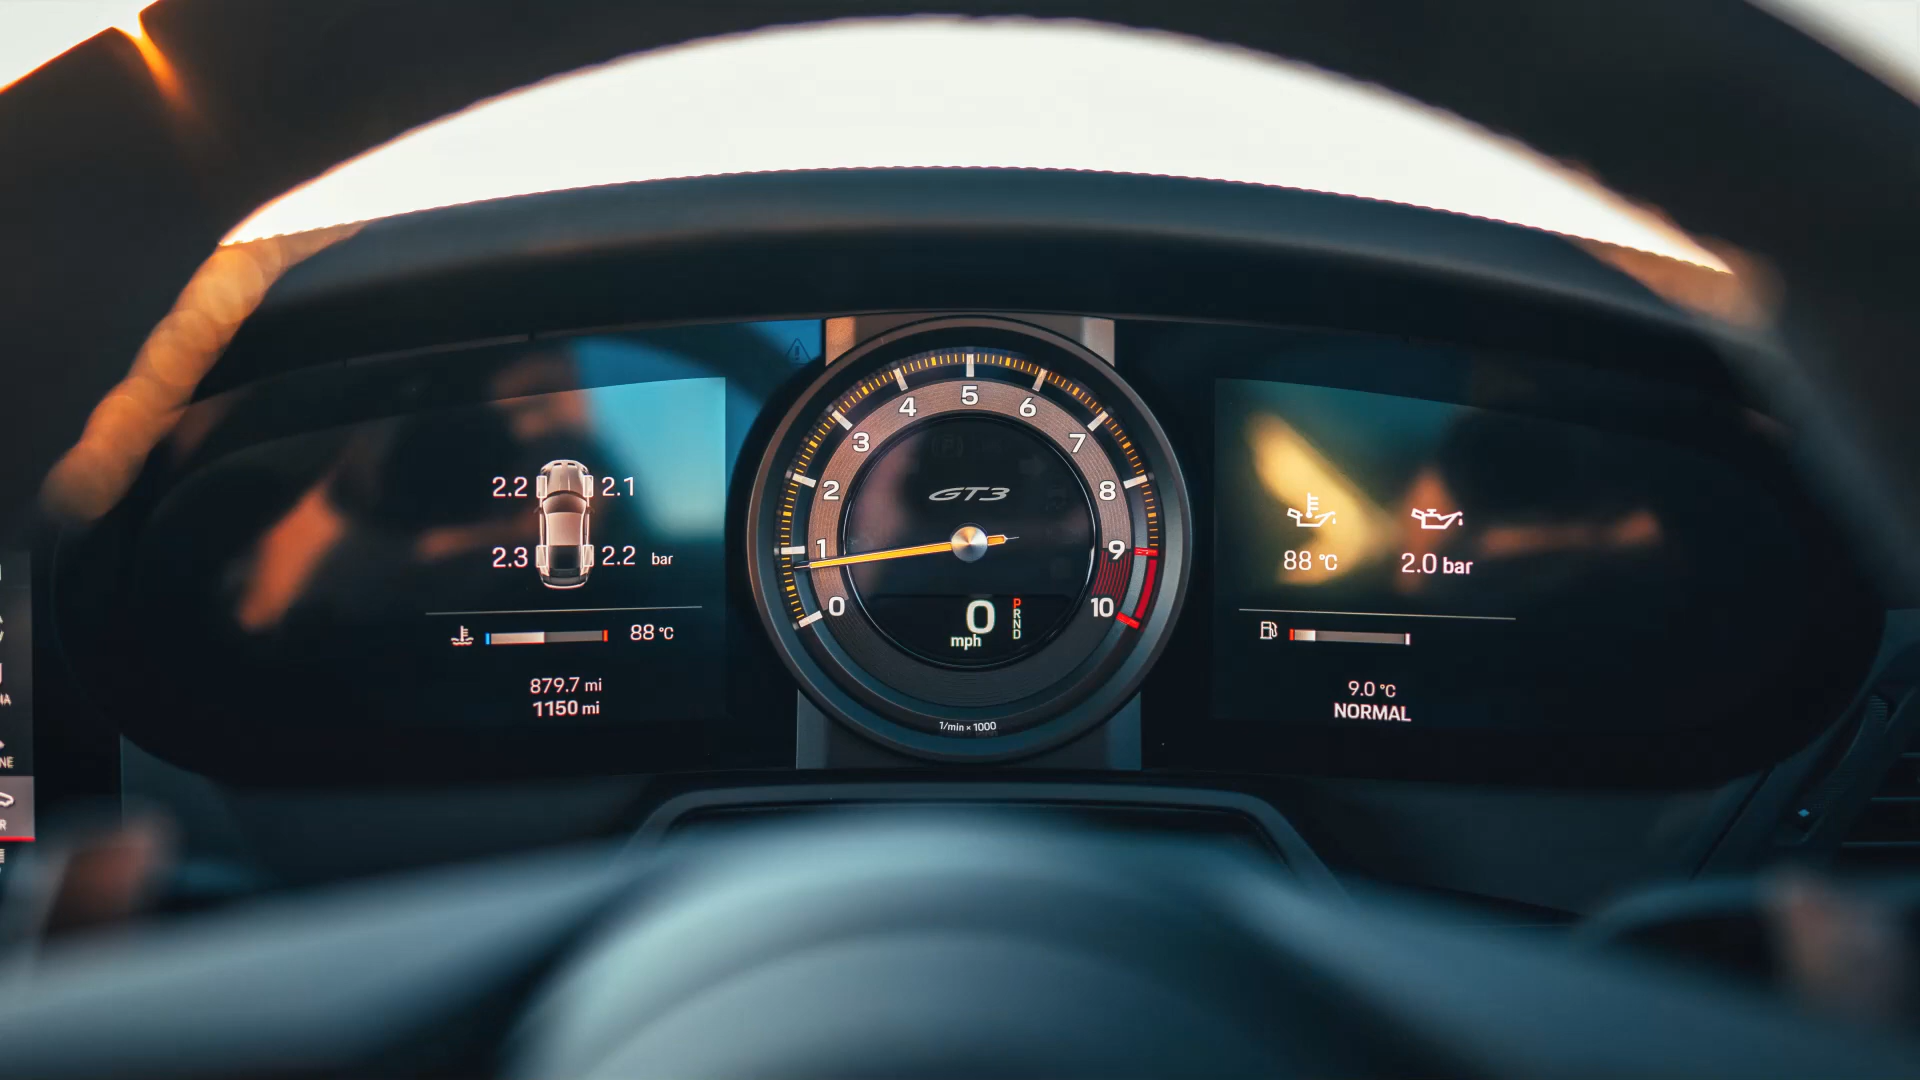 2.2 2.1
2.3 2.2 bar
88 °C
879.7 mi
1150 mi
0 1 2 3 4 5 6 7 8 9 10
GT3
0
mph
P
R
N
D
1/min x 1000
88 °C 2.0 bar
9.0 °C
NORMAL
NE
R